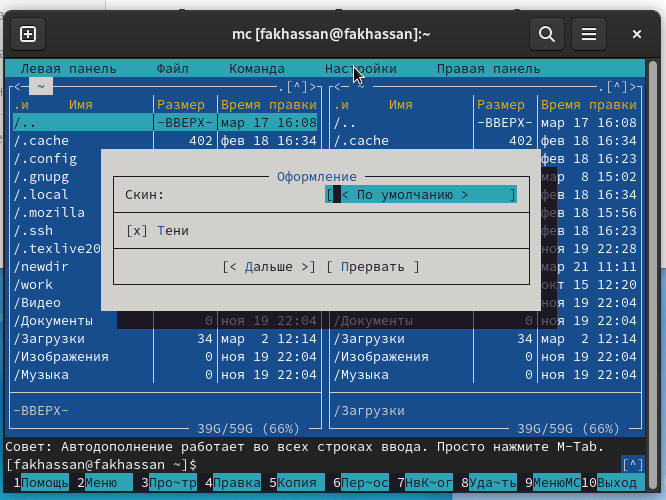 mc [fakhassan@fakhassan]:~
Левая панель Файл Команда Настройки Правая панель
<— ~ .[^]> <— ~ .[^]>
.и Имя Размер Время правки .и Имя Размер Время правки
/.. -ВВЕРХ- мар 17 16:08 /.. -ВВЕРХ- мар 17 16:08
/.cache 402 фев 18 16:34 /.cache 402 фев 18 16:34
/.config фев 18 16:23
/.gnupg мар 8 15:02
/.local фев 18 16:34
/.mozilla фев 18 15:56
/.ssh фев 18 16:23
/.texlive20 ноя 19 22:28
/newdir мар 21 11:11
/work окт 15 12:20
/Видео ноя 19 22:04
Оформление
Скин: [ < По умолчанию > ]
[x] Тени
[< Дальше >] [ Прервать ]
/Документы 0 ноя 19 22:04 /Документы 0 ноя 19 22:04
/Загрузки 34 мар 2 12:14 /Загрузки 34 мар 2 12:14
/Изображения 0 ноя 19 22:04 /Изображения 0 ноя 19 22:04
/Музыка 0 ноя 19 22:04 /Музыка 0 ноя 19 22:04
-ВВЕРХ- /Загрузки
39G/59G (66%) 39G/59G (66%)
Совет: Автодополнение работает во всех строках ввода. Просто нажмите M-Tab.
[fakhassan@fakhassan ~]$ [^]
1Помощь 2Меню 3Про~тр 4Правка 5Копия 6Пер~ос 7НвК~ог 8Уда~ть 9МенюMC 10Выход